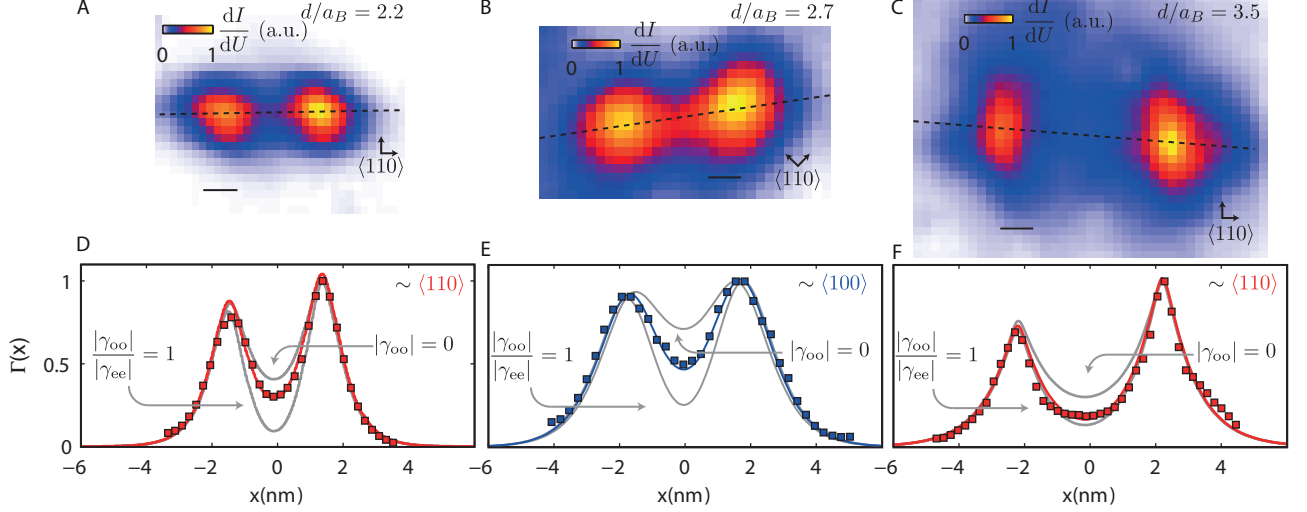 A
d/a_B = 2.2
dI/dU (a.u.)
0 1
⟨110⟩
B
d/a_B = 2.7
dI/dU (a.u.)
0 1
⟨110⟩
C
d/a_B = 3.5
dI/dU (a.u.)
0 1
⟨110⟩
D
∼ ⟨110⟩
|γ_oo|/|γ_ee| = 1
|γ_oo| = 0
Γ(x)
1
0.5
0
−6 −4 −2 0 2 4
x(nm)
E
∼ ⟨100⟩
|γ_oo|/|γ_ee| = 1
|γ_oo| = 0
−6 −4 −2 0 2 4
x(nm)
F
∼ ⟨110⟩
|γ_oo|/|γ_ee| = 1
|γ_oo| = 0
−6 −4 −2 0 2 4 6
x(nm)